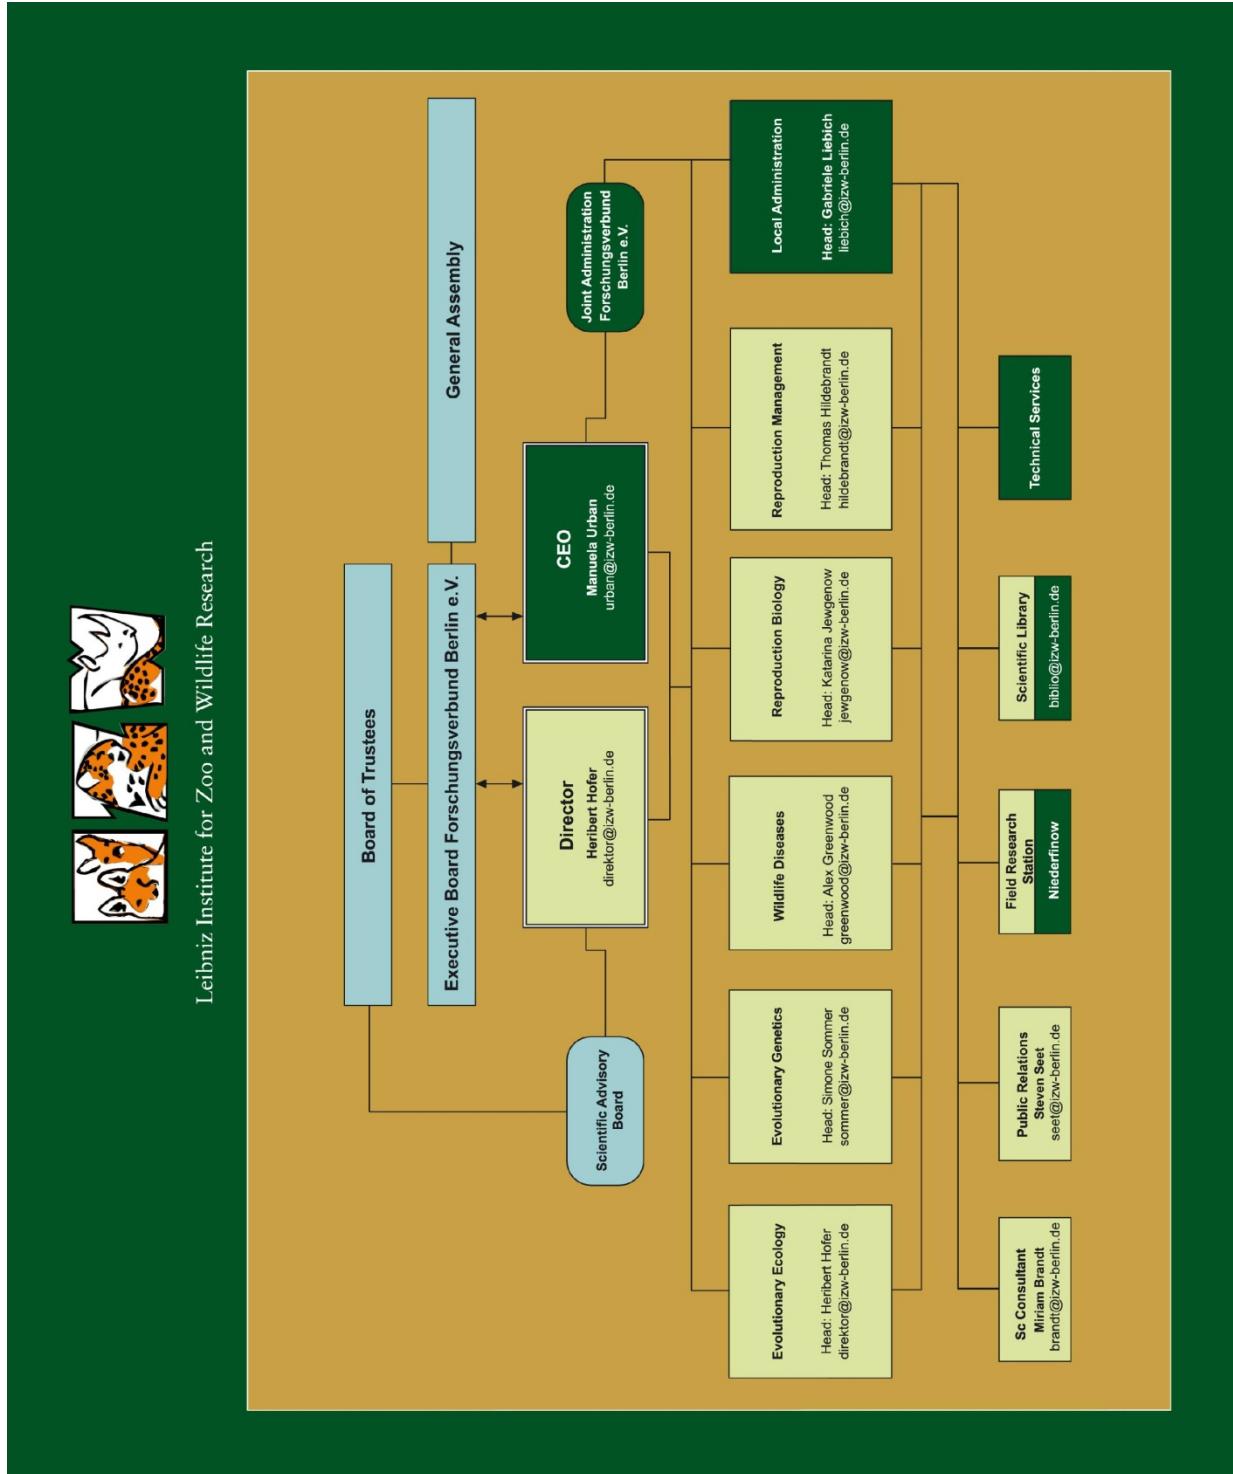 Leibniz Institute for Zoo and Wildlife Research
Board of Trustees
Executive Board Forschungsverbund Berlin e.V.
General Assembly
Scientific Advisory
Board
Director
Heribert Hofer
direktor@izw-berlin.de
CEO
Manuela Urban
urban@izw-berlin.de
Joint Administration
Forschungsverbund
Berlin e.V.
Evolutionary Ecology
Head: Heribert Hofer
direktor@izw-berlin.de
Evolutionary Genetics
Head: Simone Sommer
sommer@izw-berlin.de
Wildlife Diseases
Head: Alex Greenwood
greenwood@izw-berlin.de
Reproduction Biology
Head: Katarina Jewgenow
jewgenow@izw-berlin.de
Reproduction Management
Head: Thomas Hildebrandt
hildebrandt@izw-berlin.de
Local Administration
Head: Gabriele Liebich
liebich@izw-berlin.de
Sc Consultant
Miriam Brandt
brandt@izw-berlin.de
Public Relations
Steven Seet
seet@izw-berlin.de
Field Research
Station
Niederfinow
Scientific Library
biblio@izw-berlin.de
Technical Services